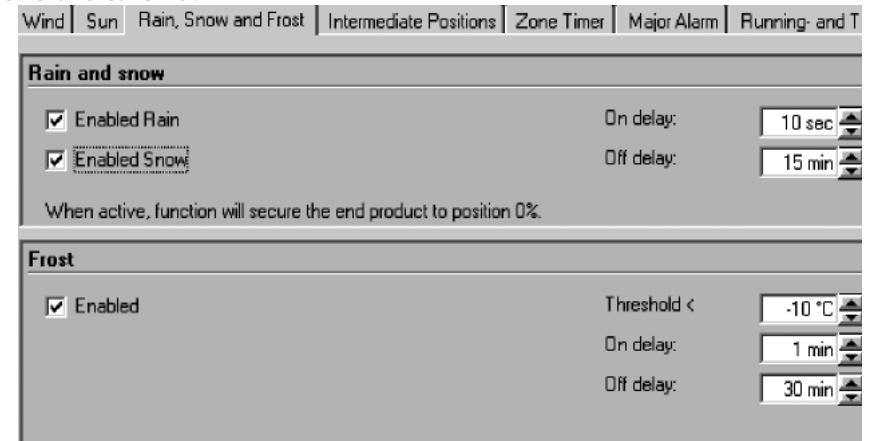 Wind Sun Rain, Snow and Frost Intermediate Positions Zone Timer Major Alarm Running- and T
Rain and snow
Enabled Rain On delay: 10 sec
Enabled Snow Off delay: 15 min
When active, function will secure the end product to position 0%.
Frost
Enabled Threshold < -10 °C
On delay: 1 min
Off delay: 30 min